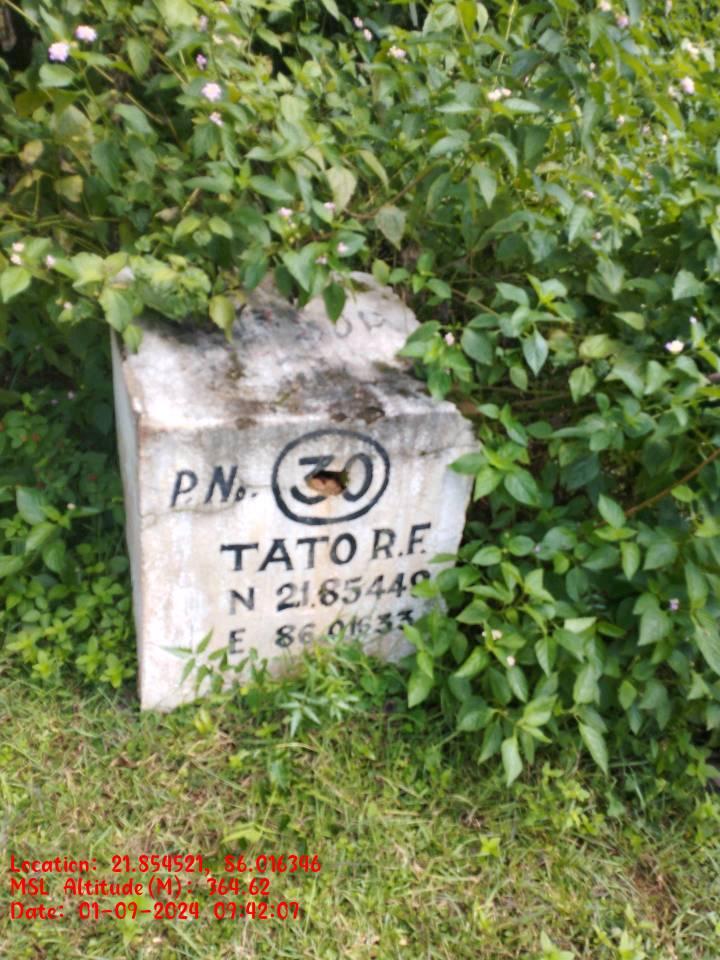 P. No. 30
TATO R.F.
N 21.85449
E 86.01633
Location: 21.854521, 86.016346
MSL Altitude(M): 364.62
Date: 01-09-2024 09:42:07